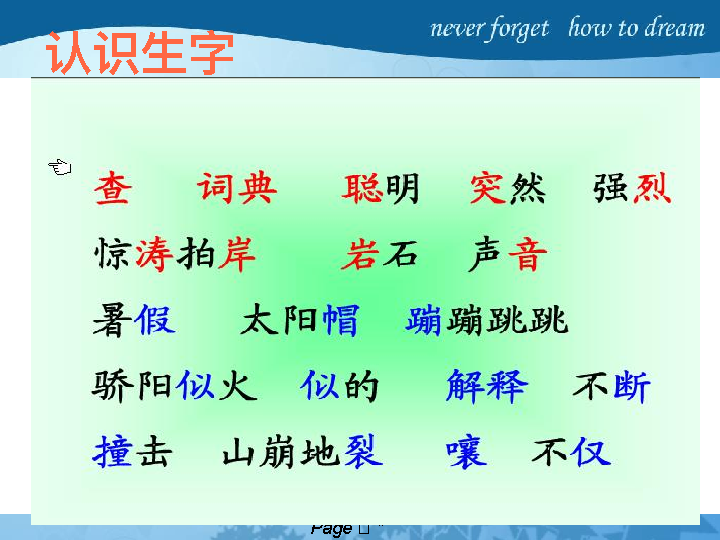 never forget how to dream
认识生字
查 词典 聪明 突然 强烈
惊涛拍岸 岩石 声音
暑假 太阳帽 蹦蹦跳跳
骄阳似火 似的 解释 不断
撞击 山崩地裂 嚷 不仅
Page